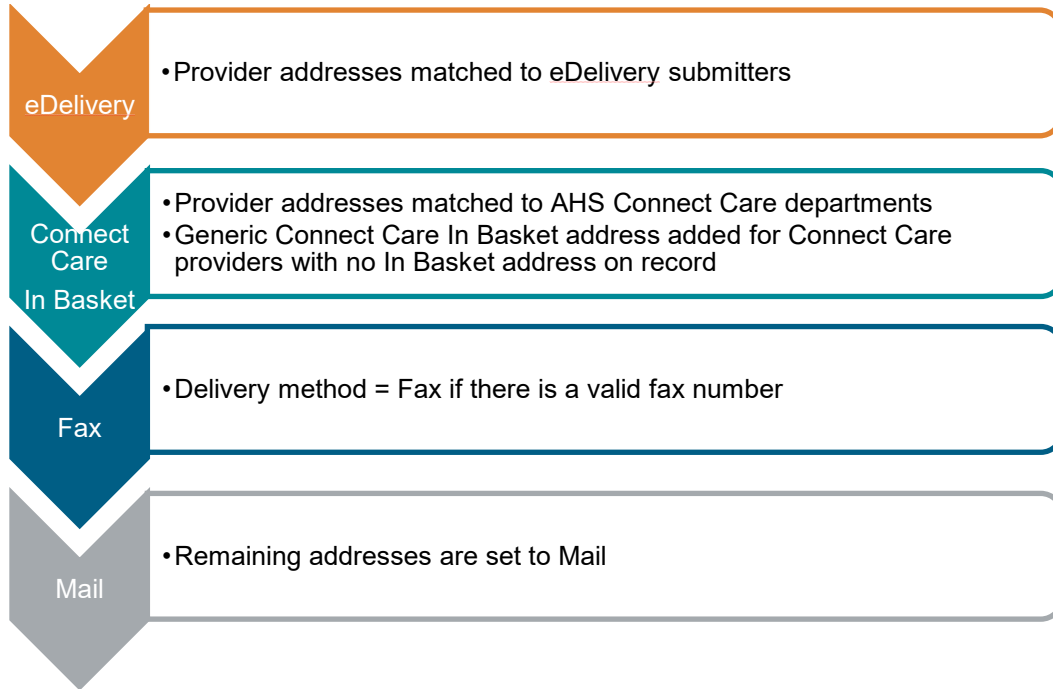 eDelivery
•Provider addresses matched to eDelivery submitters
Connect
Care
In Basket
•Provider addresses matched to AHS Connect Care departments
•Generic Connect Care In Basket address added for Connect Care
providers with no In Basket address on record
Fax
•Delivery method = Fax if there is a valid fax number
Mail
•Remaining addresses are set to Mail